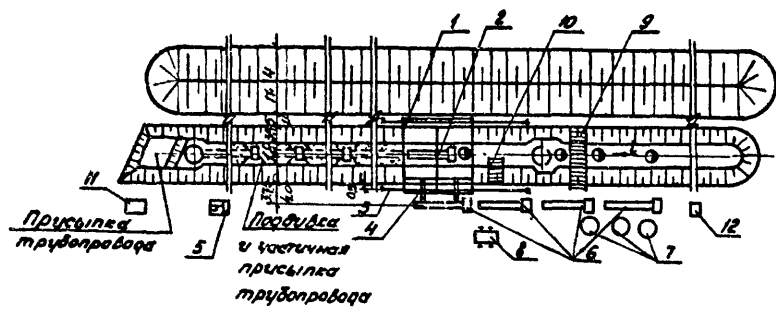 1 2 10 9
11
5
3
4
8
6
7
12
Присыпка
трубопровода
Подбивка
и частичная
присыпка
трубопровода